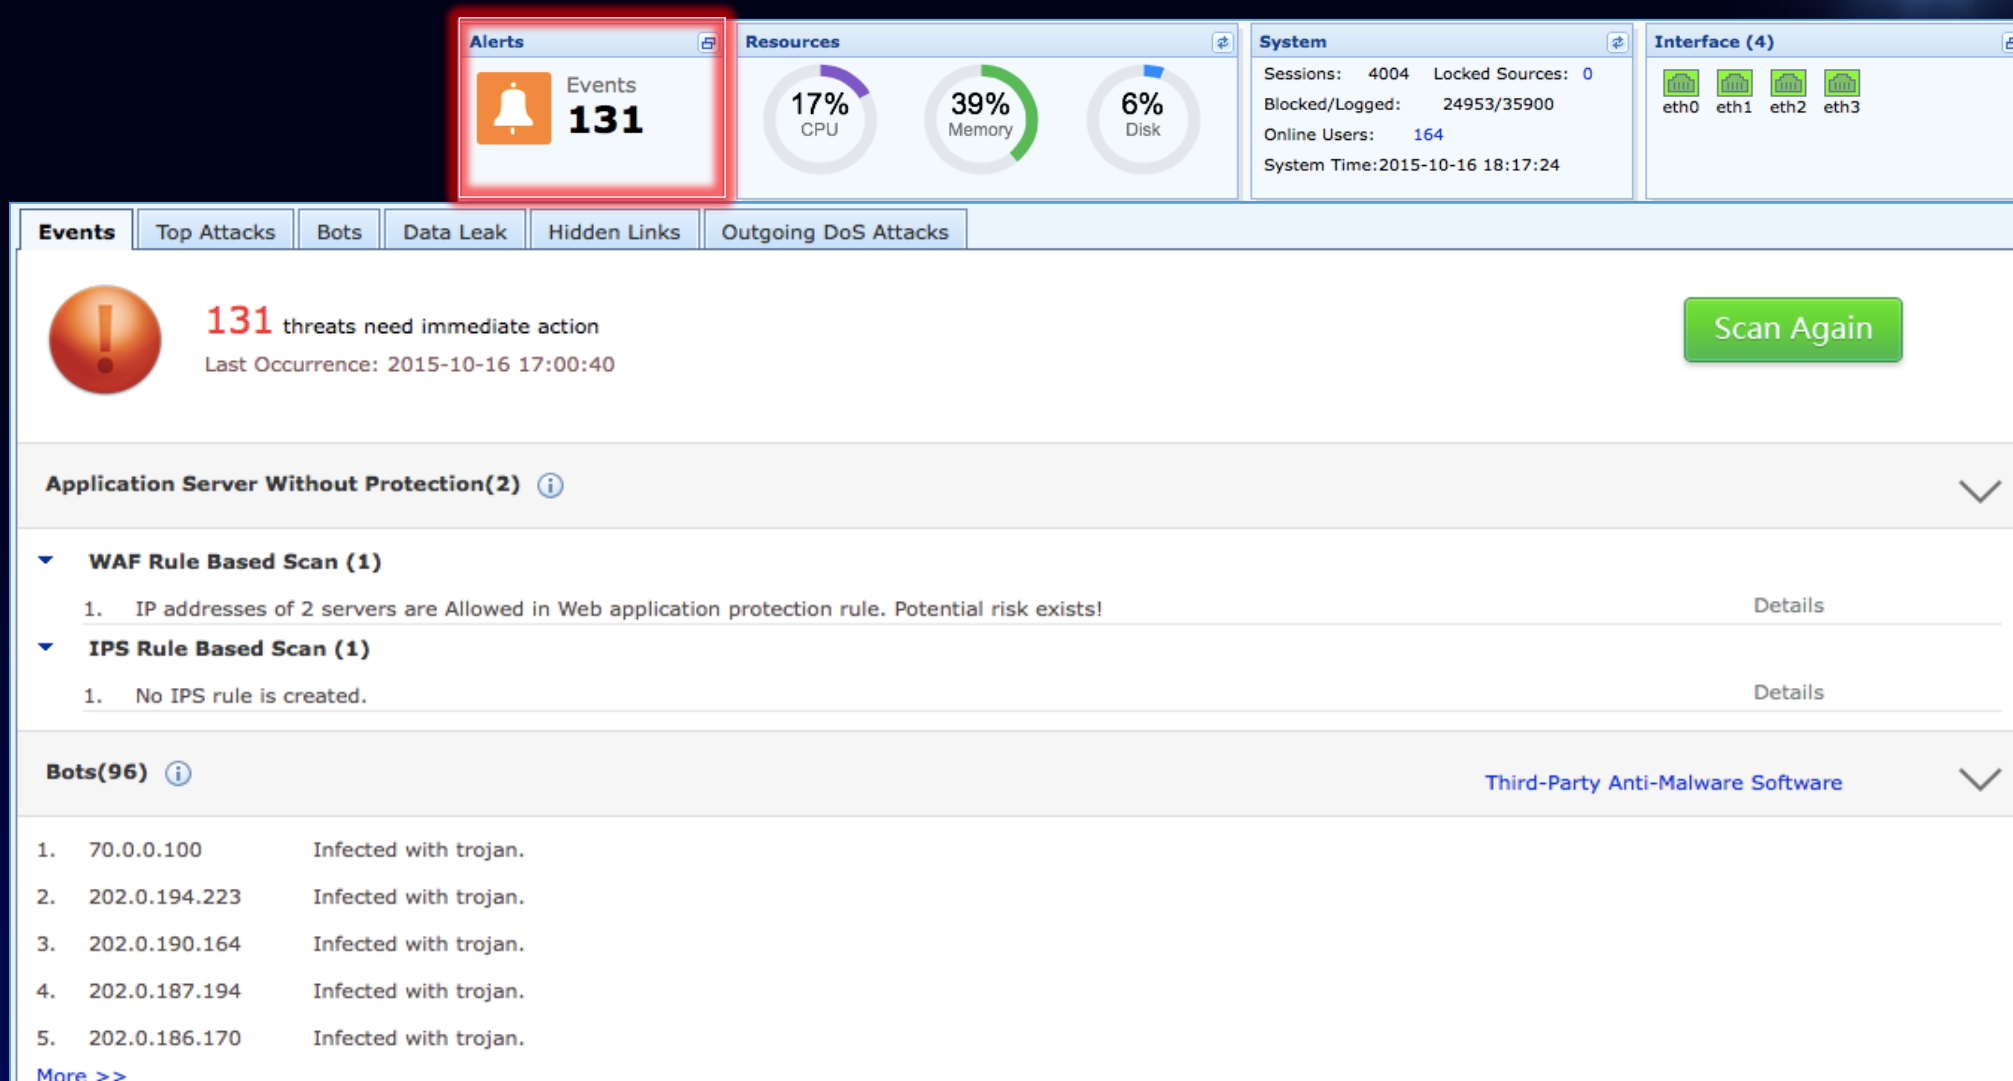 Alerts
Events
131
Resources
17%
CPU
39%
Memory
6%
Disk
System
Sessions: 4004 Locked Sources: 0
Blocked/Logged: 24953/35900
Online Users: 164
System Time:2015-10-16 18:17:24
Interface (4)
eth0 eth1 eth2 eth3
Events Top Attacks Bots Data Leak Hidden Links Outgoing DoS Attacks
131 threats need immediate action
Last Occurrence: 2015-10-16 17:00:40
Scan Again
Application Server Without Protection(2)
WAF Rule Based Scan (1)
1. IP addresses of 2 servers are Allowed in Web application protection rule. Potential risk exists! Details
IPS Rule Based Scan (1)
1. No IPS rule is created. Details
Bots(96) Third-Party Anti-Malware Software
1. 70.0.0.100 Infected with trojan.
2. 202.0.194.223 Infected with trojan.
3. 202.0.190.164 Infected with trojan.
4. 202.0.187.194 Infected with trojan.
5. 202.0.186.170 Infected with trojan.
More >>